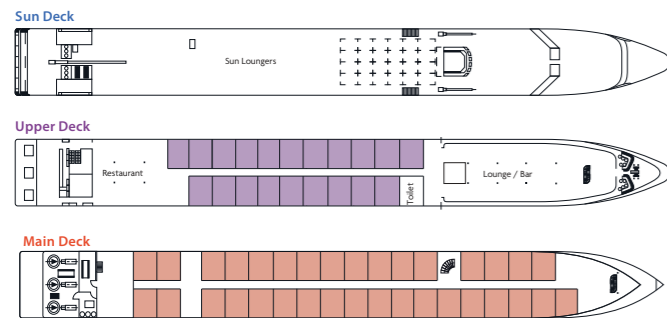 Sun Deck
Sun Loungers
Upper Deck
Restaurant
Toilet
Lounge / Bar
Main Deck